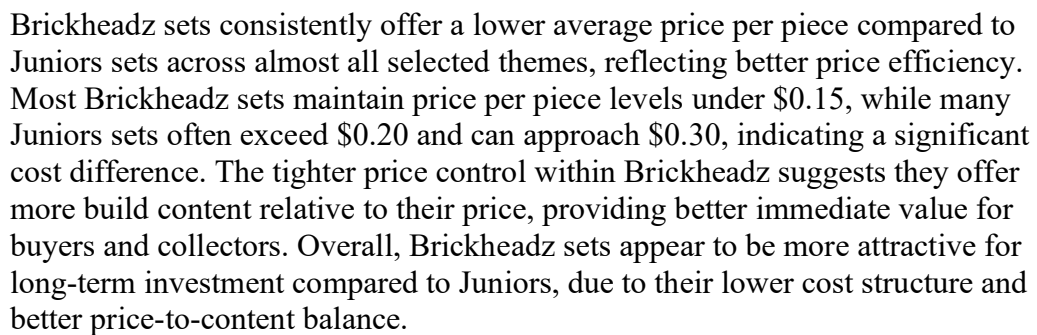 Brickheadz sets consistently offer a lower average price per piece compared to
Juniors sets across almost all selected themes, reflecting better price efficiency.
Most Brickheadz sets maintain price per piece levels under $0.15, while many
Juniors sets often exceed $0.20 and can approach $0.30, indicating a significant
cost difference. The tighter price control within Brickheadz suggests they offer
more build content relative to their price, providing better immediate value for
buyers and collectors. Overall, Brickheadz sets appear to be more attractive for
long-term investment compared to Juniors, due to their lower cost structure and
better price-to-content balance.